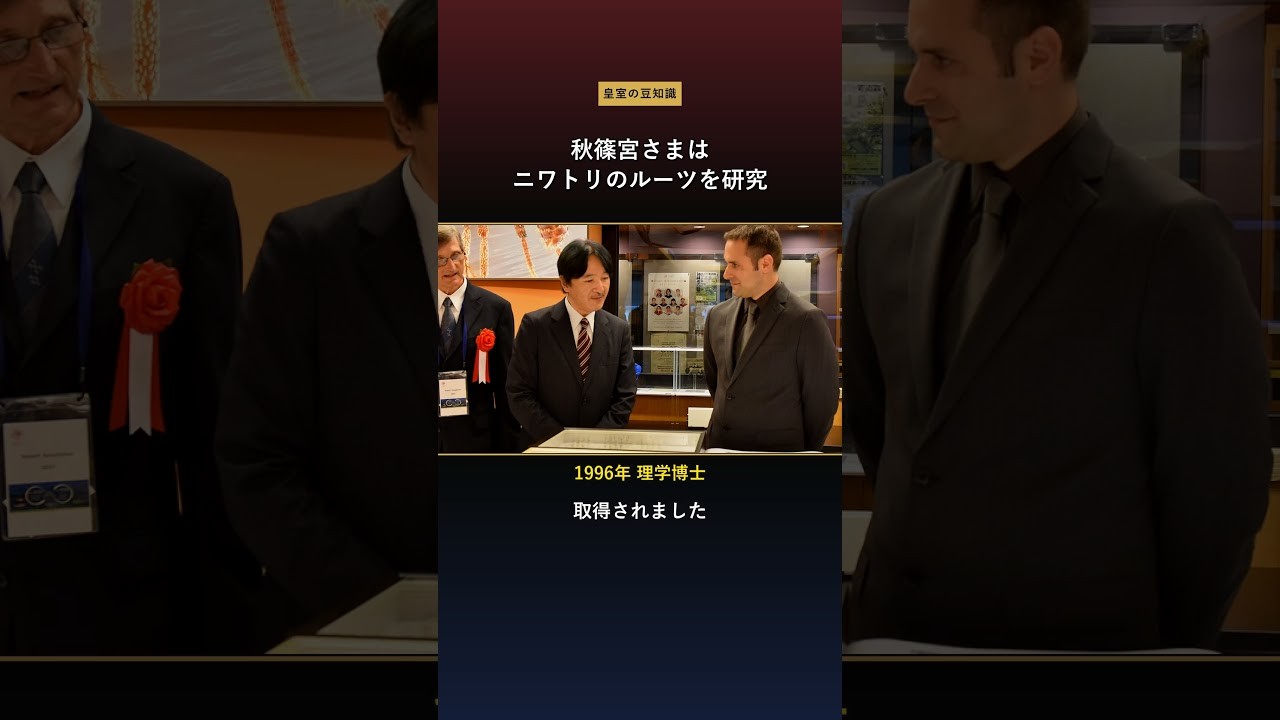 皇室の豆知識
秋篠宮さまは
ニワトリのルーツを研究
1996年 理学博士
取得されました